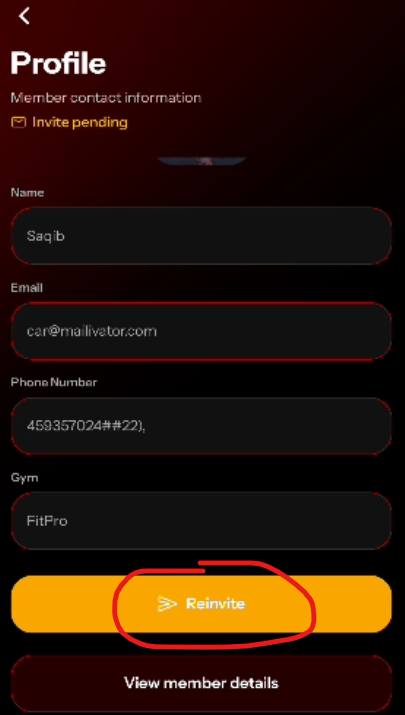 Profile
Member contact information
Invite pending
Name
Saqib
Email
car@mailivator.com
Phone Number
459357024##22),
Gym
FitPro
Reinvite
View member details